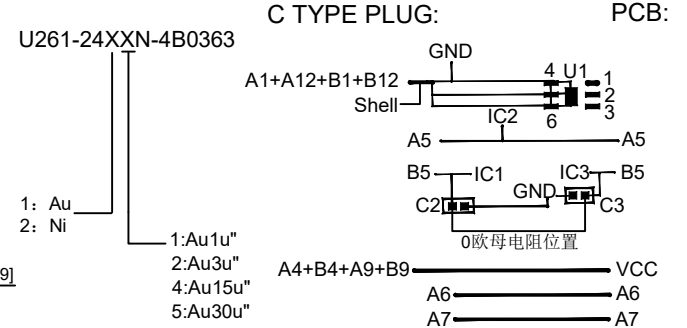 C TYPE PLUG:
PCB:
U261-24XXN-4B0363
1: Au
2: Ni
1:Au1u"
2:Au3u"
4:Au15u"
5:Au30u"
9]
GND
A1+A12+B1+B12
Shell
4 U1 1
2
3
6
IC2
A5 A5
B5 IC1
IC3 B5
GND
C2 C3
0欧母电阻位置
A4+B4+A9+B9 VCC
A6 A6
A7 A7